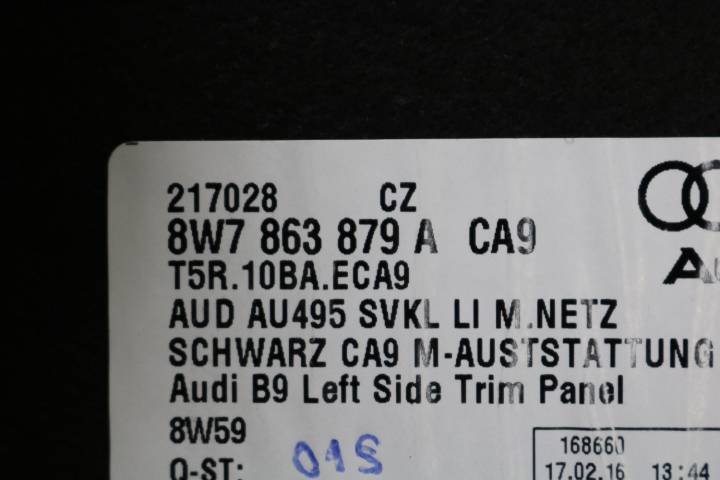 217028 CZ
8W7 863 879 A CA9
T5R.10BA.ECA9
AUD AU495 SVKL LI M.NETZ
SCHWARZ CA9 M-AUSTSTATTUNG
Audi B9 Left Side Trim Panel
8W59
Q-ST: 01S
168660
17.02.16 13:44